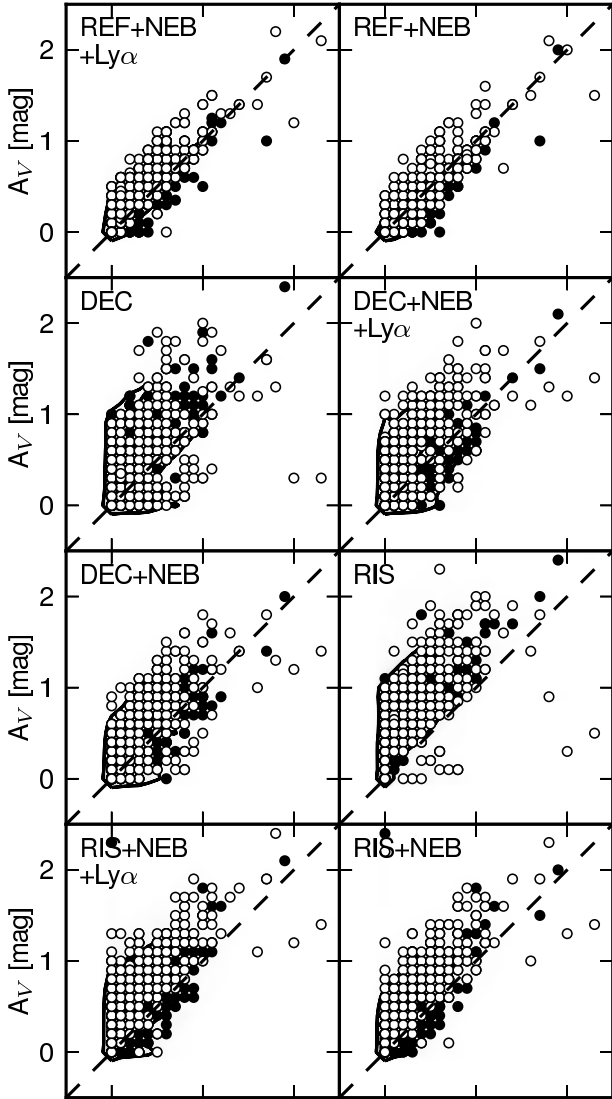 REF+NEB
+Lyα
REF+NEB
2
1
0
A_V [mag]
DEC
DEC+NEB
+Lyα
2
1
0
A_V [mag]
DEC+NEB
RIS
2
1
0
A_V [mag]
RIS+NEB
+Lyα
RIS+NEB
2
1
0
A_V [mag]